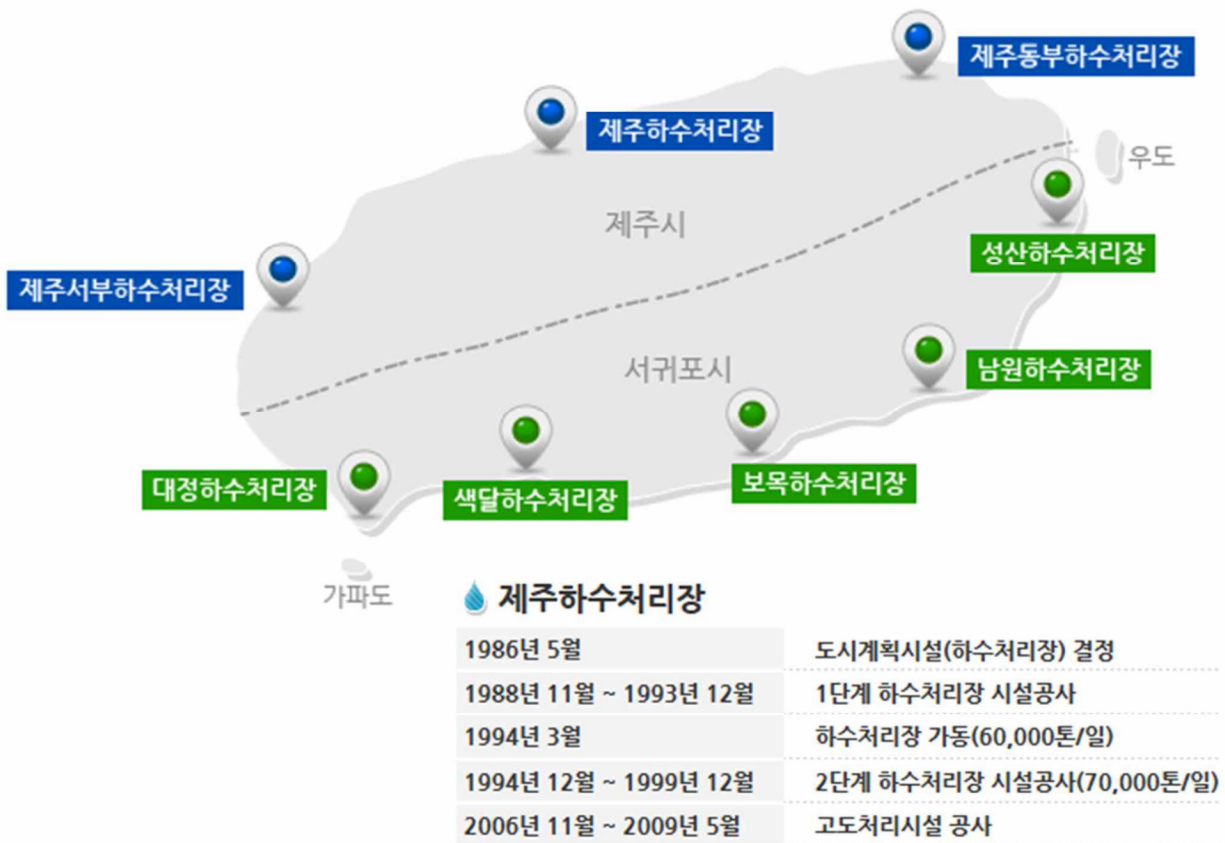 제주동부하수처리장
제주하수처리장
우도
제주시
성산하수처리장
제주서부하수처리장
서귀포시
남원하수처리장
대정하수처리장
색달하수처리장
보목하수처리장
가파도
제주하수처리장
1986년 5월 도시계획시설(하수처리장) 결정
1988년 11월 ~ 1993년 12월 1단계 하수처리장 시설공사
1994년 3월 하수처리장 가동(60,000톤/일)
1994년 12월 ~ 1999년 12월 2단계 하수처리장 시설공사(70,000톤/일)
2006년 11월 ~ 2009년 5월 고도처리시설 공사